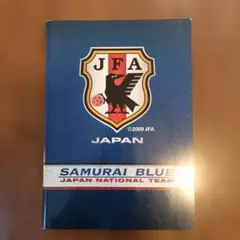 JFA
©2009 JFA
JAPAN
SAMURAI BLUE
JAPAN NATIONAL TEAM